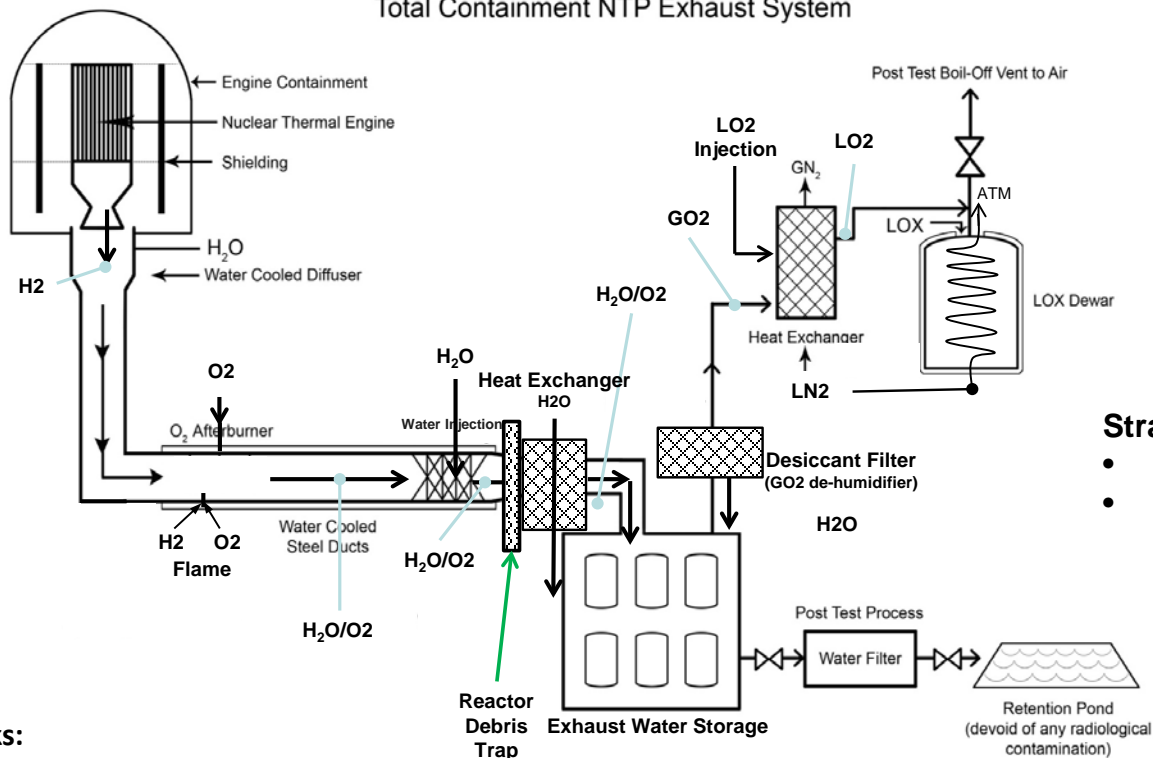 Total Containment NTP Exhaust System
Engine Containment
Nuclear Thermal Engine
Shielding
H₂O
Water Cooled Diffuser
H2
Post Test Boil-Off Vent to Air
LO2
Injection
LO2
GN₂
ATM
LOX
GO2
LOX Dewar
Heat Exchanger
LN2
H₂O/O2
O2
O₂ Afterburner
H₂O
Water Injection
Heat Exchanger
H2O
Desiccant Filter
(GO2 de-humidifier)
H2O
Stra
•
•
H2 O2
Flame
Water Cooled
Steel Ducts
H₂O/O2
H₂O/O2
Reactor
Debris
Trap
Exhaust Water Storage
Post Test Process
Water Filter
Retention Pond
(devoid of any radiological
contamination)
ks: